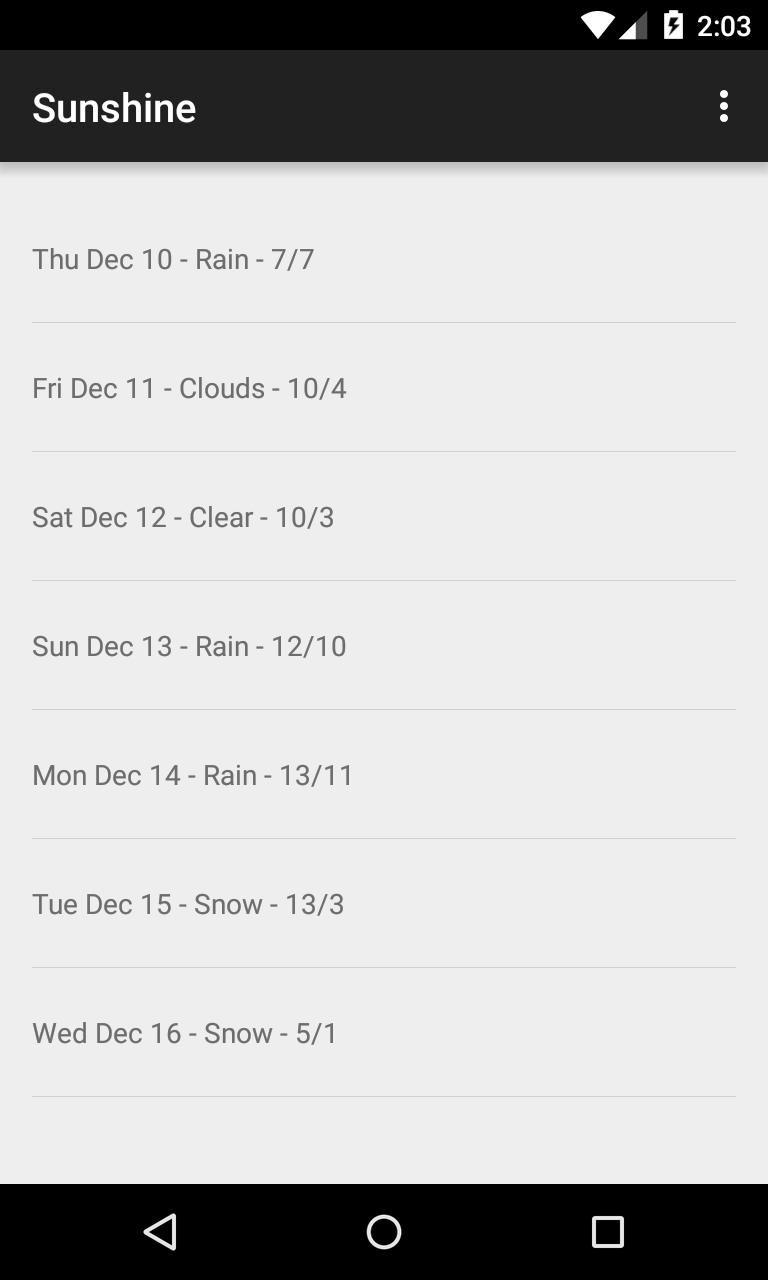 2:03
Sunshine
Thu Dec 10 - Rain - 7/7
Fri Dec 11 - Clouds - 10/4
Sat Dec 12 - Clear - 10/3
Sun Dec 13 - Rain - 12/10
Mon Dec 14 - Rain - 13/11
Tue Dec 15 - Snow - 13/3
Wed Dec 16 - Snow - 5/1